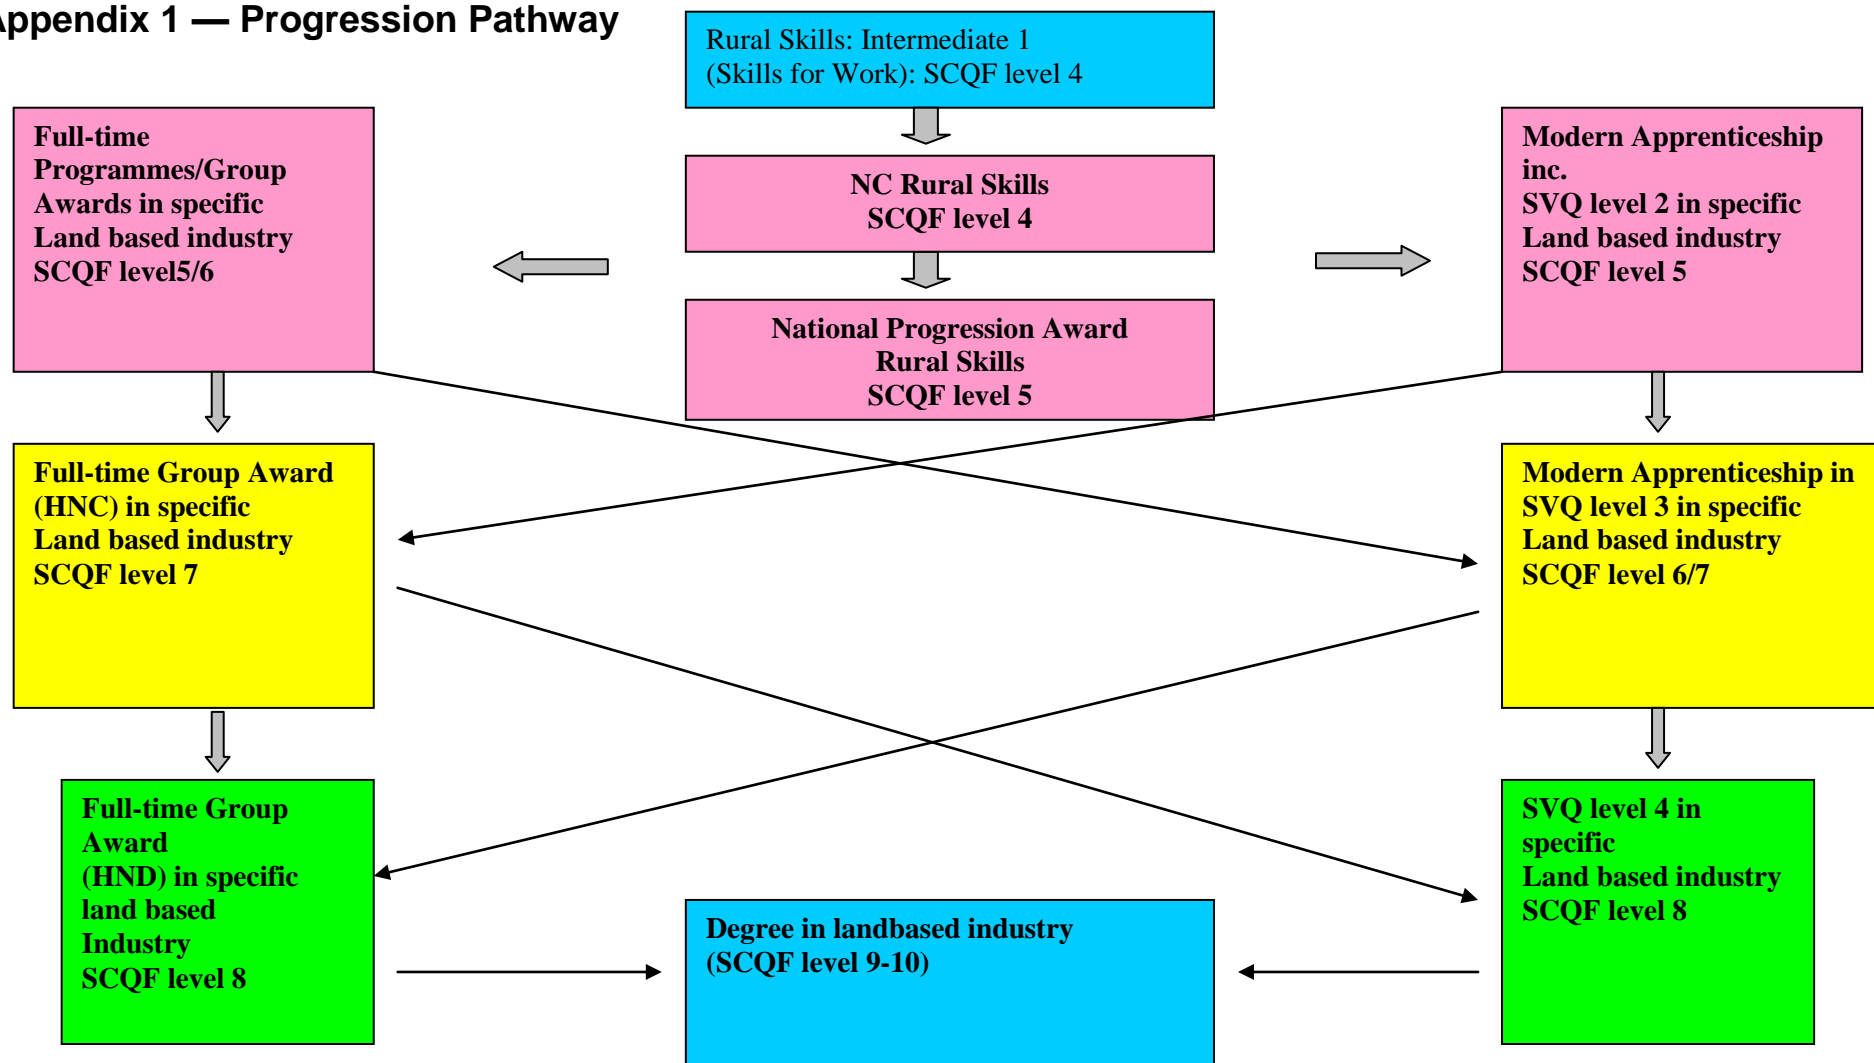 Appendix 1 — Progression Pathway
Rural Skills: Intermediate 1
(Skills for Work): SCQF level 4
Full-time
Programmes/Group
Awards in specific
Land based industry
SCQF level5/6
NC Rural Skills
SCQF level 4
Modern Apprenticeship
inc.
SVQ level 2 in specific
Land based industry
SCQF level 5
National Progression Award
Rural Skills
SCQF level 5
Full-time Group Award
(HNC) in specific
Land based industry
SCQF level 7
Modern Apprenticeship in
SVQ level 3 in specific
Land based industry
SCQF level 6/7
Full-time Group
Award
(HND) in specific
land based
Industry
SCQF level 8
Degree in landbased industry
(SCQF level 9-10)
SVQ level 4 in
specific
Land based industry
SCQF level 8